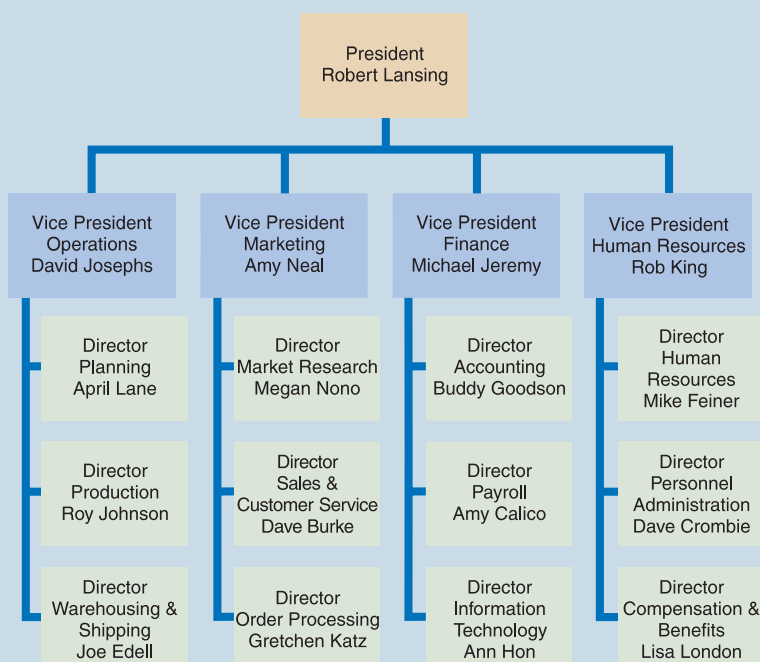 President
Robert Lansing
Vice President
Operations
David Josephs
Vice President
Marketing
Amy Neal
Vice President
Finance
Michael Jeremy
Vice President
Human Resources
Rob King
Director
Planning
April Lane
Director
Market Research
Megan Nono
Director
Accounting
Buddy Goodson
Director
Human
Resources
Mike Feiner
Director
Production
Roy Johnson
Director
Sales &
Customer Service
Dave Burke
Director
Payroll
Amy Calico
Director
Personnel
Administration
Dave Crombie
Director
Warehousing &
Shipping
Joe Edell
Director
Order Processing
Gretchen Katz
Director
Information
Technology
Ann Hon
Director
Compensation &
Benefits
Lisa London